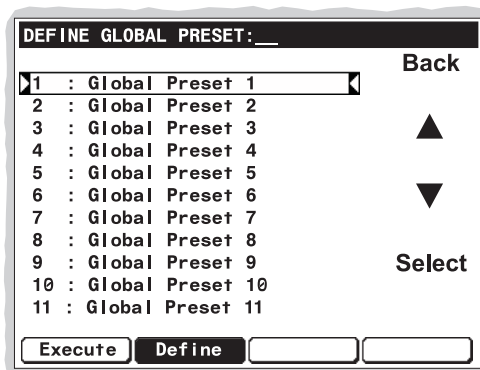 DEFINE GLOBAL PRESET:__
Back
1 : Global Preset 1
2 : Global Preset 2
3 : Global Preset 3
4 : Global Preset 4
5 : Global Preset 5
6 : Global Preset 6
7 : Global Preset 7
8 : Global Preset 8
9 : Global Preset 9
Select
10 : Global Preset 10
11 : Global Preset 11
Execute Define